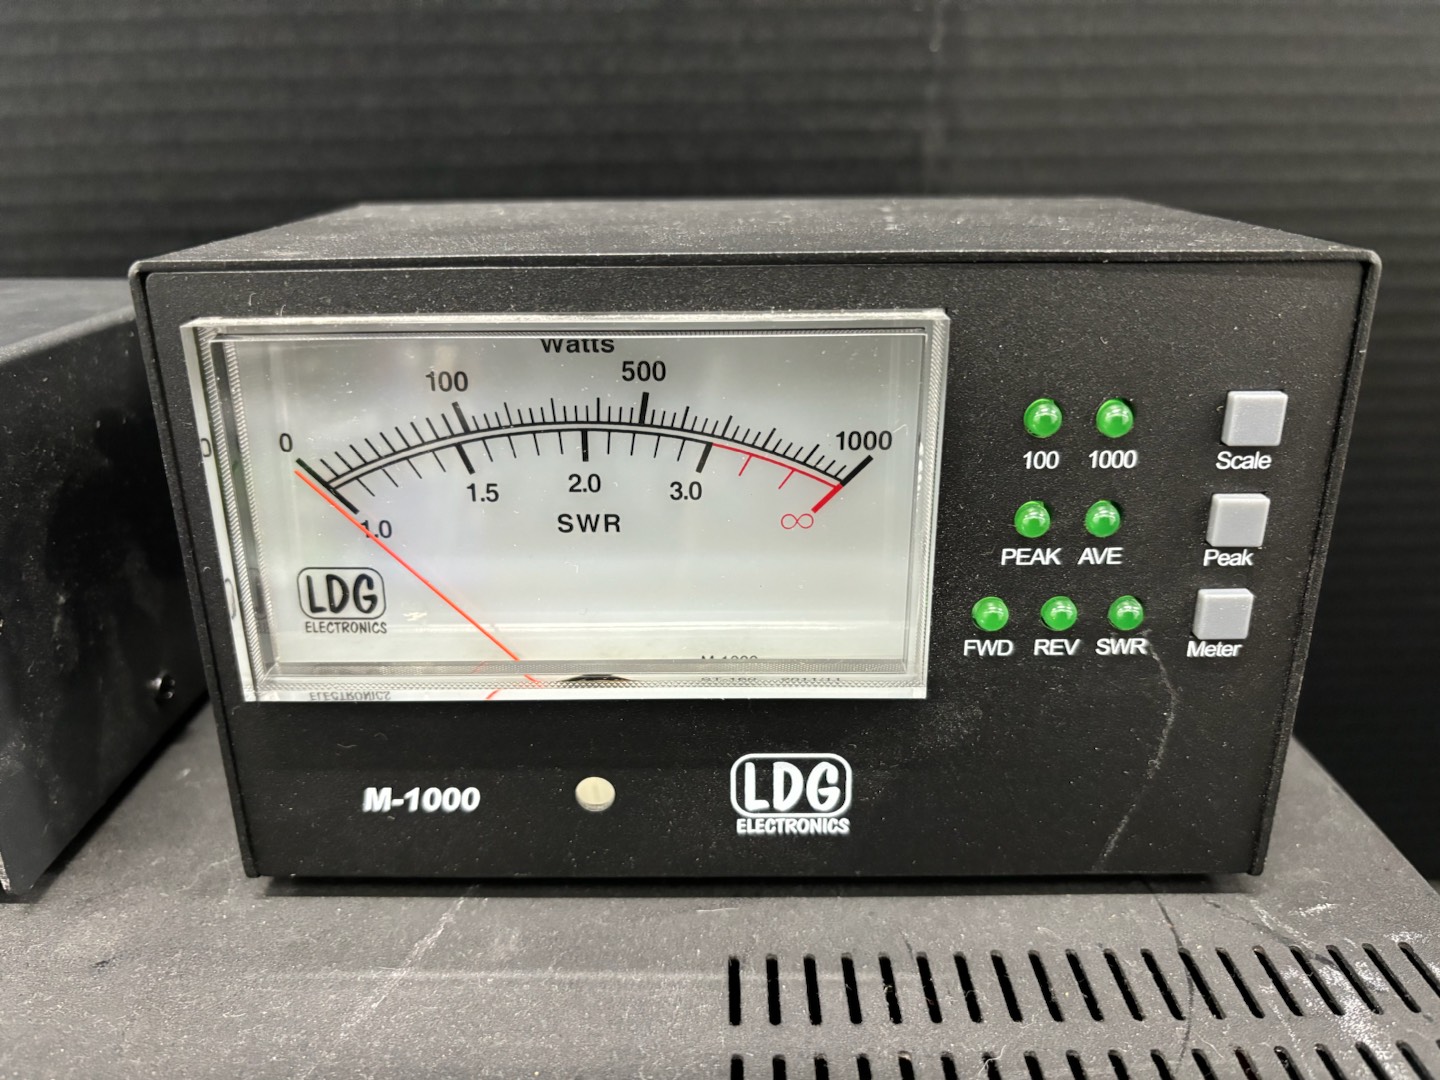 Watts
0 100 500 1000
1.0 1.5 2.0 3.0 ∞
SWR
LDG
ELECTRONICS
M-1000
100 1000 Scale
PEAK AVE Peak
FWD REV SWR Meter
M-1000
LDG
ELECTRONICS